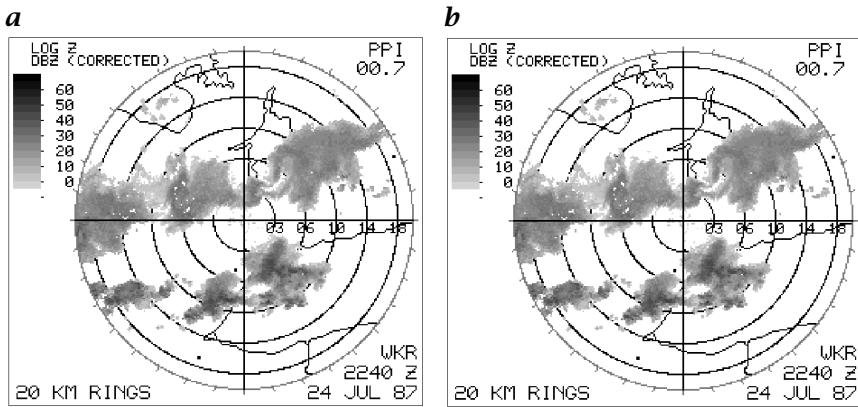 a
LOG Z
DBZ (CORRECTED)
PPI
00.7
60
50
40
30
20
10
0
-
03 06 10 14 18
WKR
2240 Z
20 KM RINGS
24 JUL 87
b
LOG Z
DBZ (CORRECTED)
PPI
00.7
60
50
40
30
20
10
0
-
03 06 10 14 18
WKR
2240 Z
20 KM RINGS
24 JUL 87